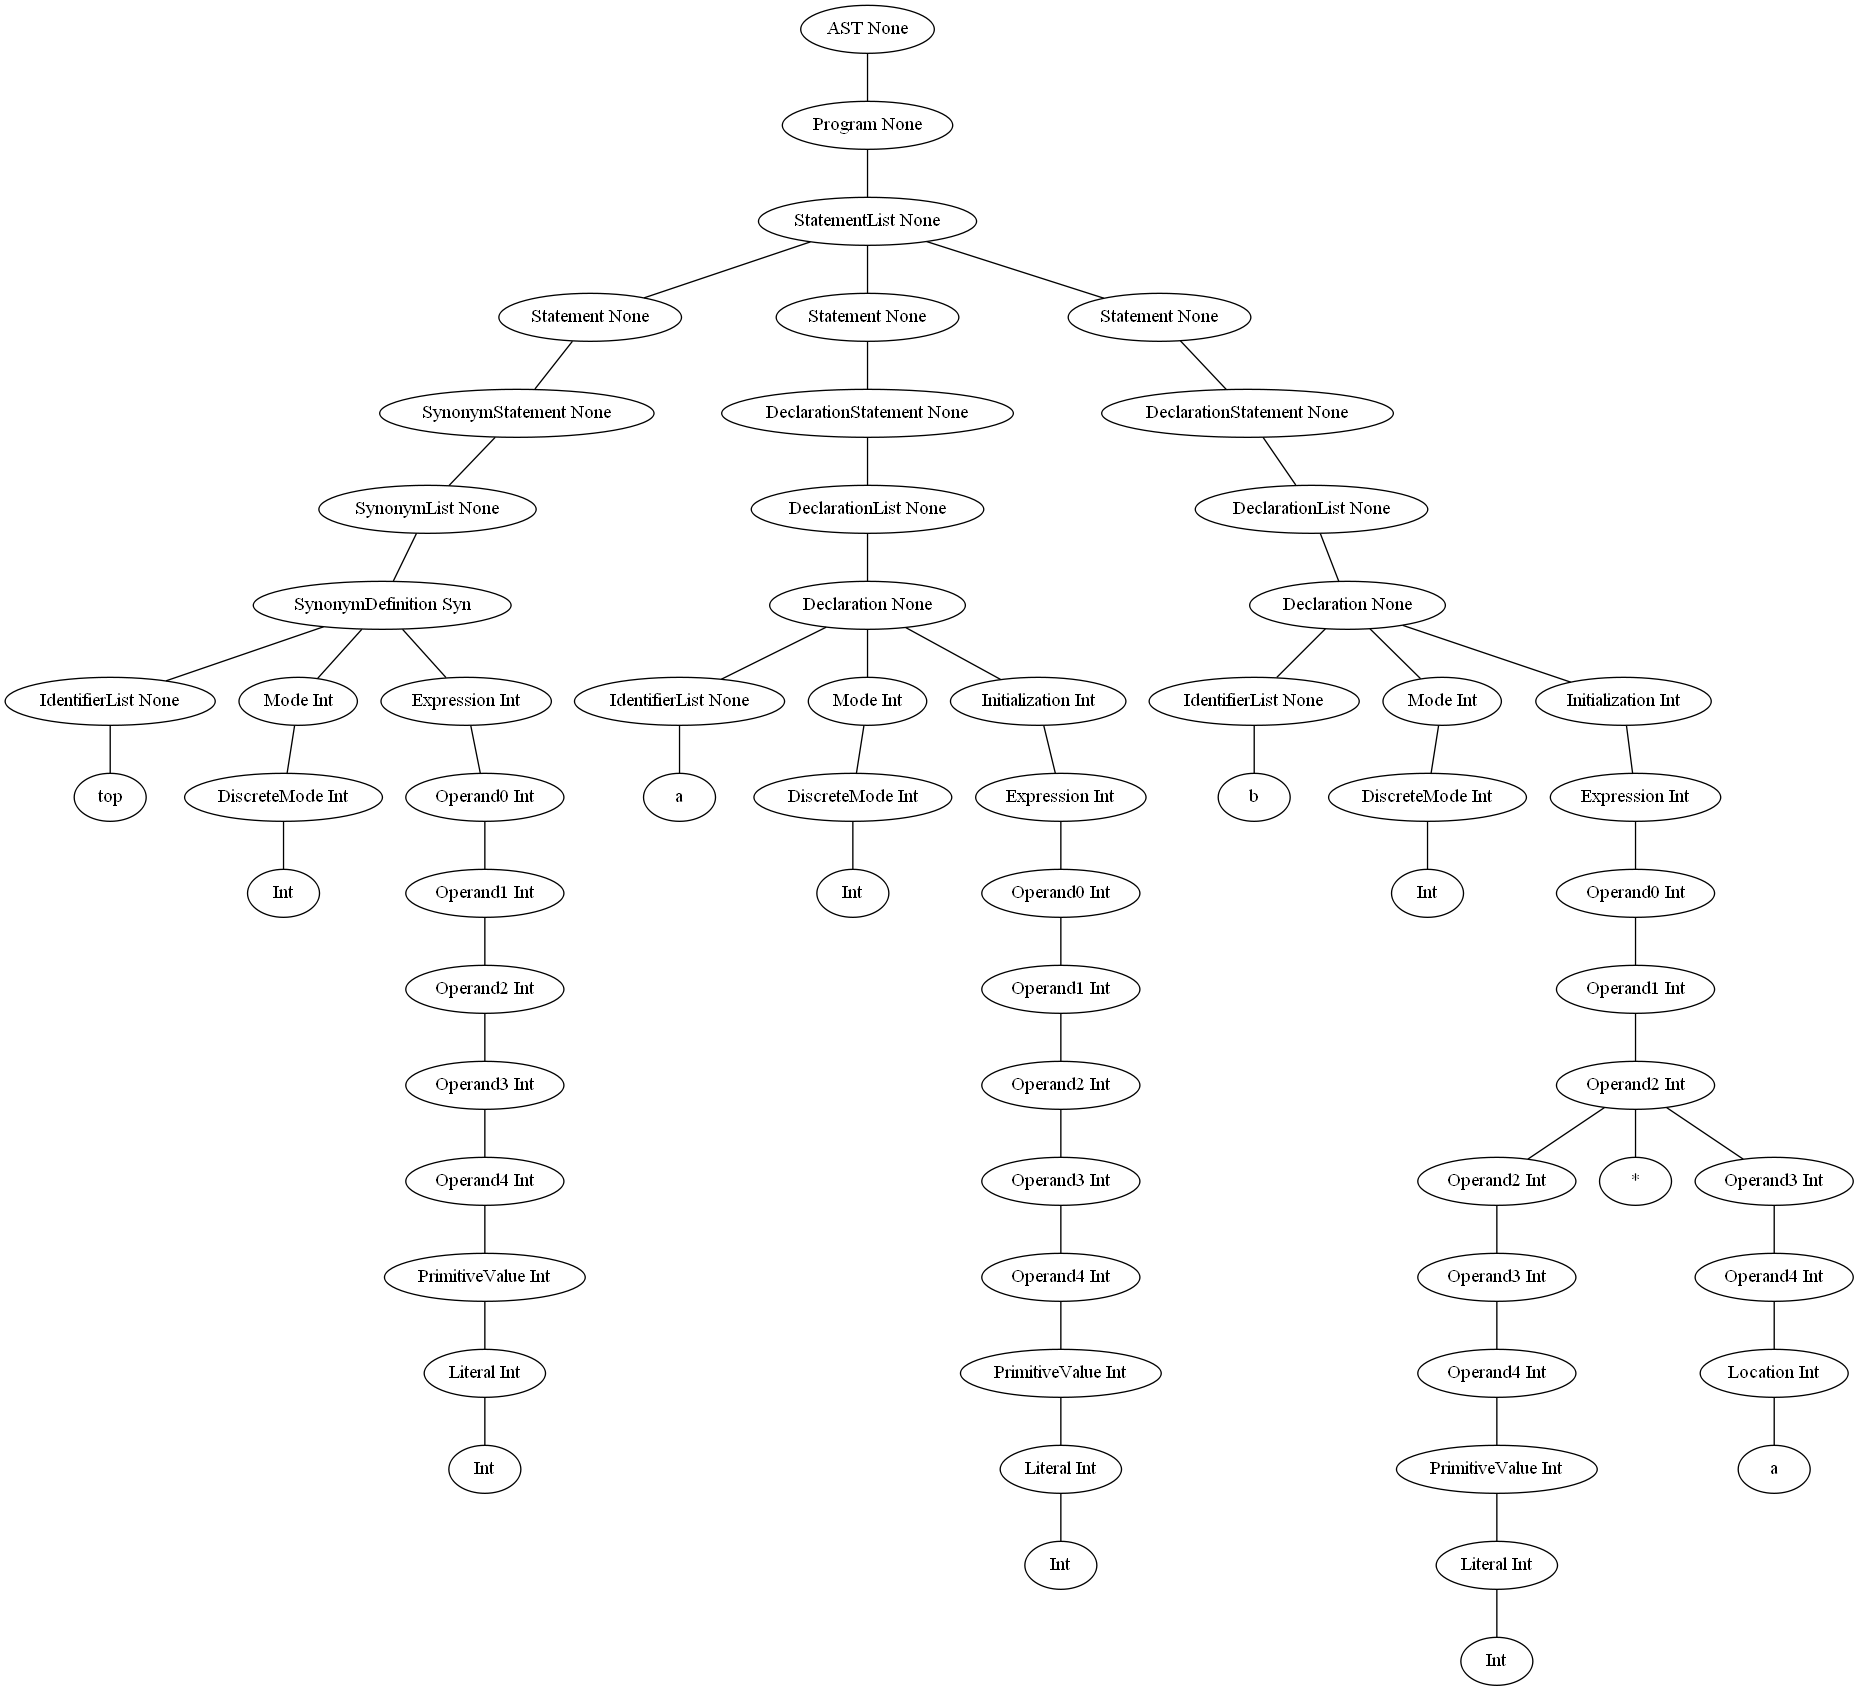 AST None
Program None
StatementList None
Statement None Statement None Statement None
SynonymStatement None DeclarationStatement None DeclarationStatement None
SynonymList None DeclarationList None DeclarationList None
SynonymDefinition Syn Declaration None Declaration None
IdentifierList None Mode Int Expression Int IdentifierList None Mode Int Initialization Int IdentifierList None Mode Int Initialization Int
top DiscreteMode Int Operand0 Int a DiscreteMode Int Expression Int b DiscreteMode Int Expression Int
Int Operand1 Int Int Operand0 Int Int Operand0 Int
Operand2 Int Operand1 Int Operand1 Int
Operand3 Int Operand2 Int Operand2 Int
Operand4 Int Operand3 Int Operand2 Int * Operand3 Int
PrimitiveValue Int Operand4 Int Operand3 Int Operand4 Int
Literal Int PrimitiveValue Int Operand4 Int Location Int
Int Literal Int PrimitiveValue Int a
Int Literal Int
Int